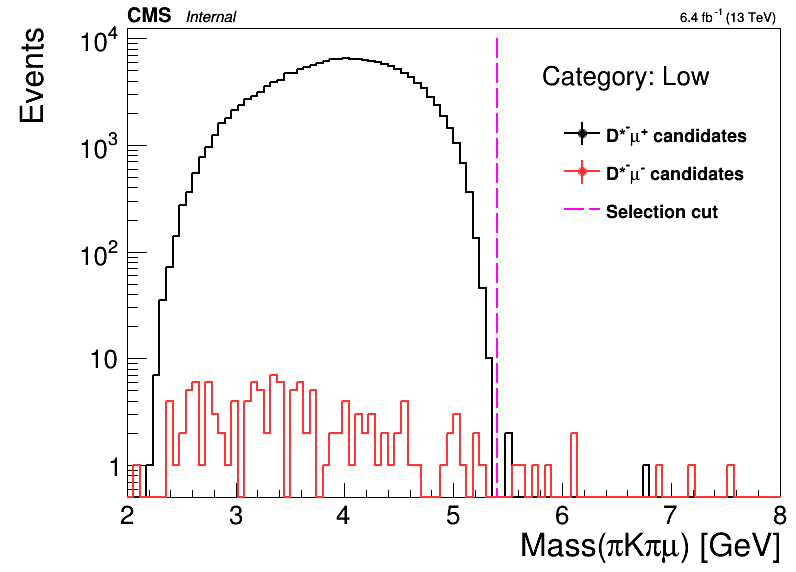 CMS Internal 6.4 fb⁻¹ (13 TeV)
Events
10⁴
10³
10²
10
1
Category: Low
D*⁻μ⁺ candidates
D*⁻μ⁻ candidates
Selection cut
2 3 4 5 6 7 8
Mass(πKπμ) [GeV]